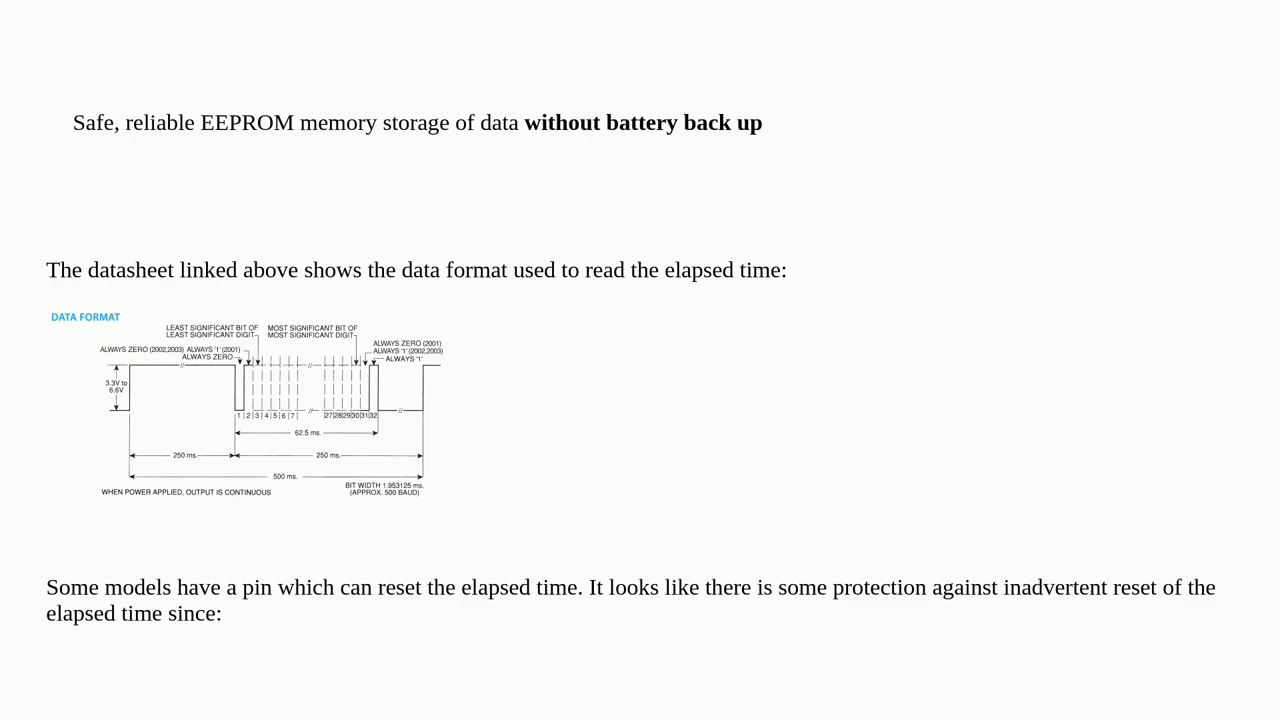 Safe, reliable EEPROM memory storage of data without battery back up
The datasheet linked above shows the data format used to read the elapsed time:
DATA FORMAT
LEAST SIGNIFICANT BIT OF
LEAST SIGNIFICANT DIGIT
MOST SIGNIFICANT BIT OF
MOST SIGNIFICANT DIGIT
ALWAYS ZERO (2002,2003) ALWAYS '1' (2001)
ALWAYS ZERO
ALWAYS ZERO (2001)
ALWAYS '1' (2002,2003)
ALWAYS '1'
3.3V to
6.6V
1 2 3 4 5 6 7 27 28 29 30 31 32
62.5 ms.
250 ms. 250 ms.
500 ms.
WHEN POWER APPLIED, OUTPUT IS CONTINUOUS
BIT WIDTH 1.953125 ms.
(APPROX. 500 BAUD)
Some models have a pin which can reset the elapsed time. It looks like there is some protection against inadvertent reset of the
elapsed time since: